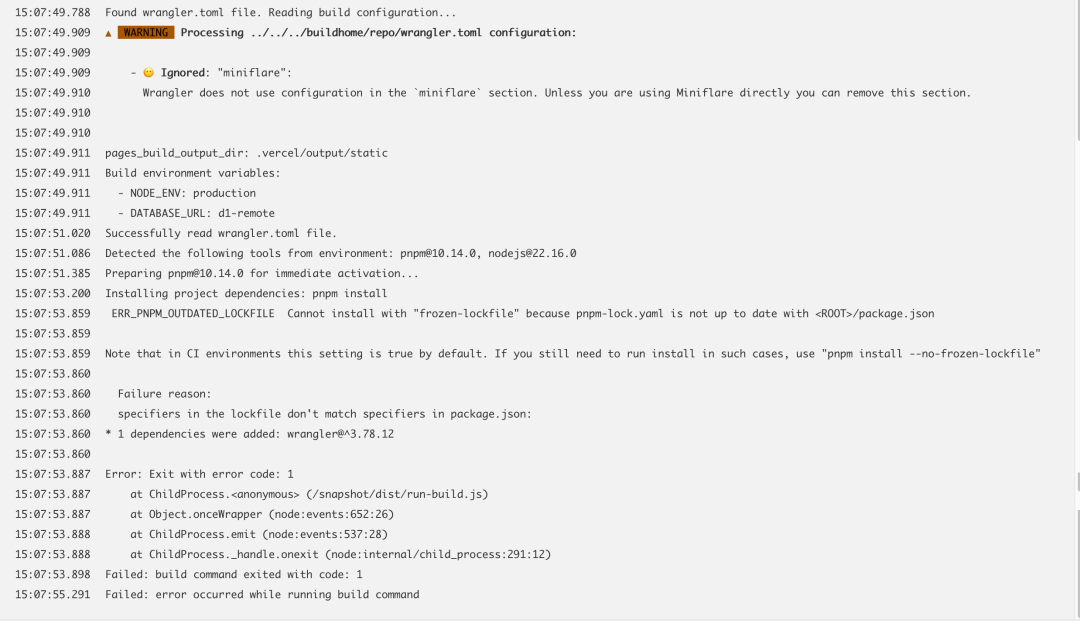 15:07:49.788 Found wrangler.toml file. Reading build configuration...
15:07:49.909 ▲ WARNING Processing ../../../buildhome/repo/wrangler.toml configuration:
15:07:49.909
15:07:49.909 - 😶 Ignored: "miniflare":
15:07:49.910 Wrangler does not use configuration in the `miniflare` section. Unless you are using Miniflare directly you can remove this section.
15:07:49.910
15:07:49.910
15:07:49.911 pages_build_output_dir: .vercel/output/static
15:07:49.911 Build environment variables:
15:07:49.911 - NODE_ENV: production
15:07:49.911 - DATABASE_URL: d1-remote
15:07:51.020 Successfully read wrangler.toml file.
15:07:51.086 Detected the following tools from environment: pnpm@10.14.0, nodejs@22.16.0
15:07:51.385 Preparing pnpm@10.14.0 for immediate activation...
15:07:53.200 Installing project dependencies: pnpm install
15:07:53.859 ERR_PNPM_OUTDATED_LOCKFILE Cannot install with "frozen-lockfile" because pnpm-lock.yaml is not up to date with <ROOT>/package.json
15:07:53.859
15:07:53.859 Note that in CI environments this setting is true by default. If you still need to run install in such cases, use "pnpm install --no-frozen-lockfile"
15:07:53.860
15:07:53.860 Failure reason:
15:07:53.860 specifiers in the lockfile don't match specifiers in package.json:
15:07:53.860 * 1 dependencies were added: wrangler@^3.78.12
15:07:53.860
15:07:53.887 Error: Exit with error code: 1
15:07:53.887 at ChildProcess.<anonymous> (/snapshot/dist/run-build.js)
15:07:53.887 at Object.onceWrapper (node:events:652:26)
15:07:53.888 at ChildProcess.emit (node:events:537:28)
15:07:53.888 at ChildProcess._handle.onexit (node:internal/child_process:291:12)
15:07:53.898 Failed: build command exited with code: 1
15:07:55.291 Failed: error occurred while running build command